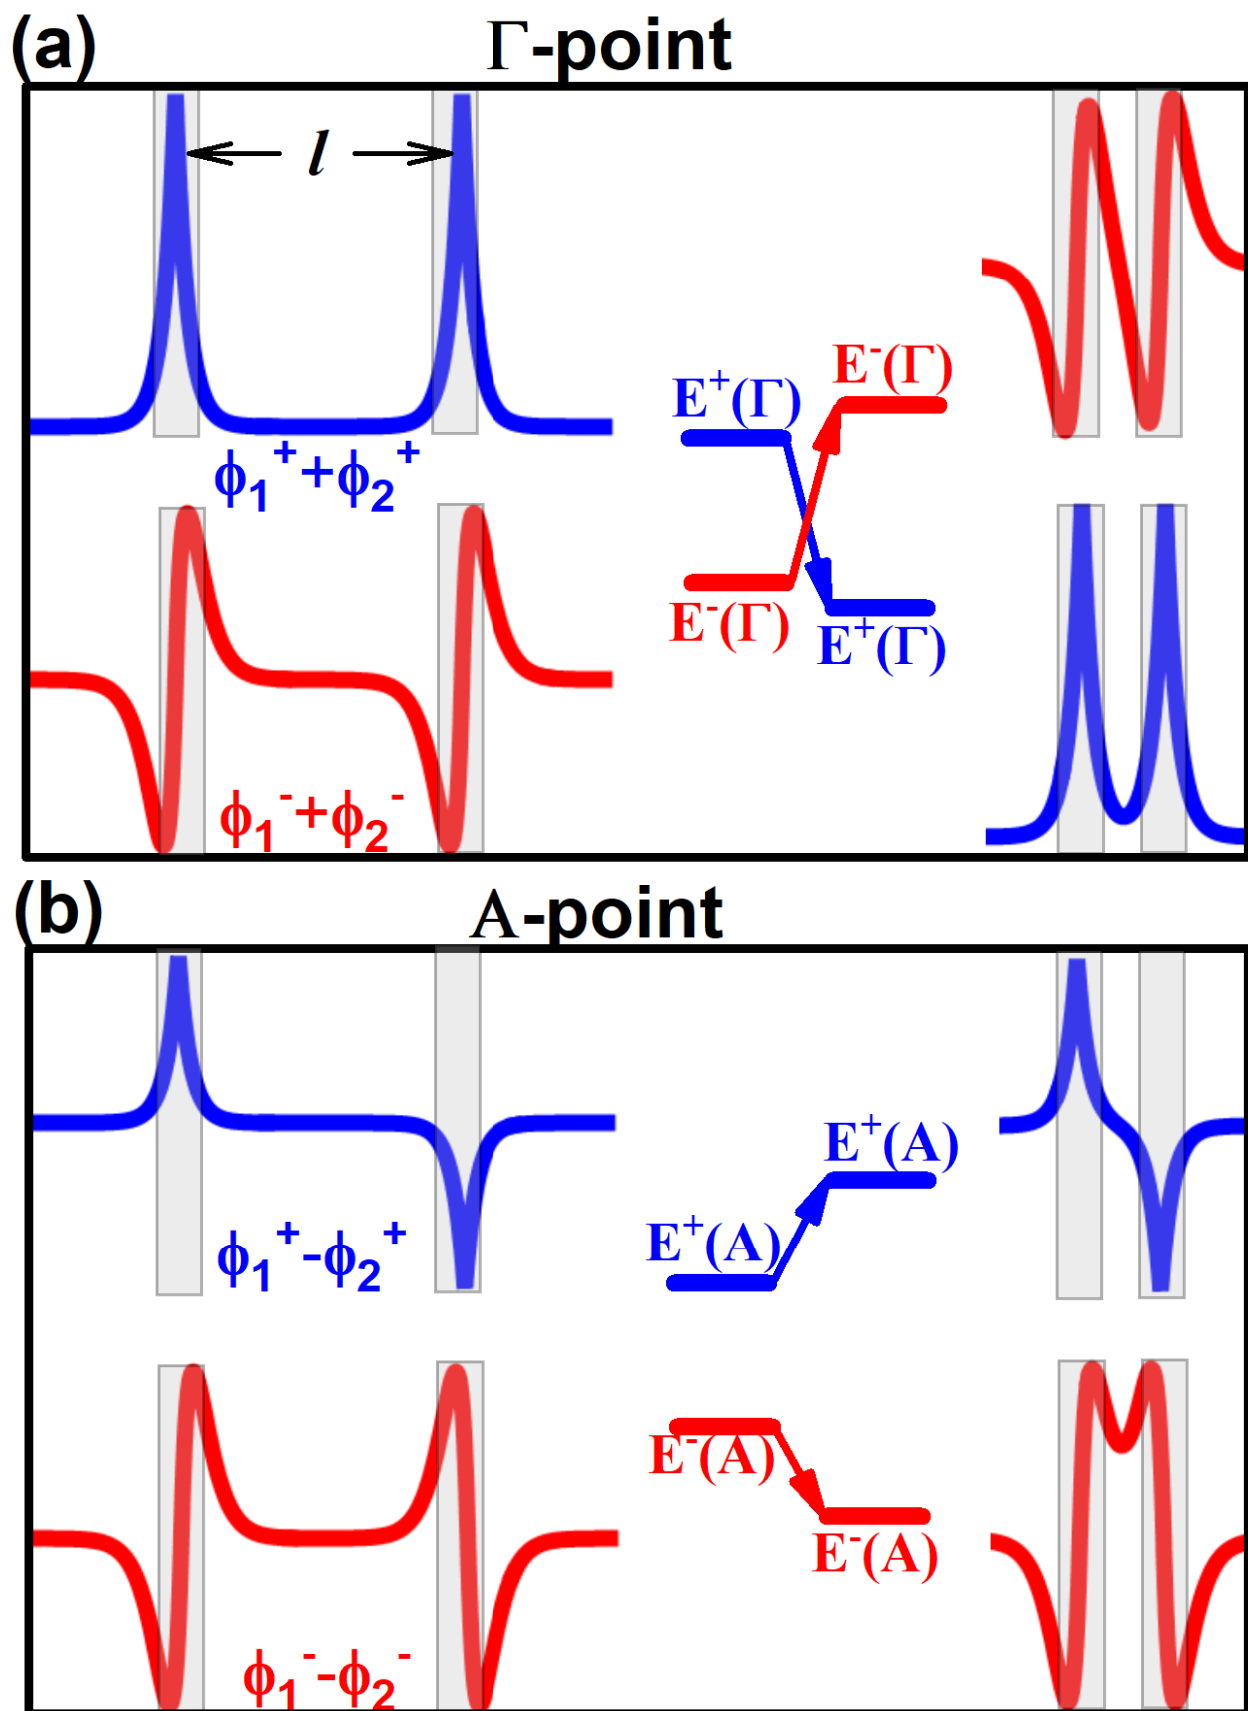 (a) Γ-point
l
E⁻(Γ)
E⁺(Γ)
ϕ₁⁺+ϕ₂⁺
E⁻(Γ)
E⁺(Γ)
ϕ₁⁻+ϕ₂⁻
(b) A-point
E⁺(A)
E⁺(A)
ϕ₁⁺-ϕ₂⁺
E⁻(A)
E⁻(A)
ϕ₁⁻-ϕ₂⁻